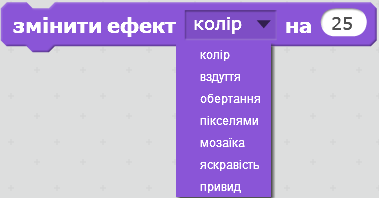 змінити ефект колір на 25
колір
вздуття
обертання
пікселями
мозаїка
яскравість
привид